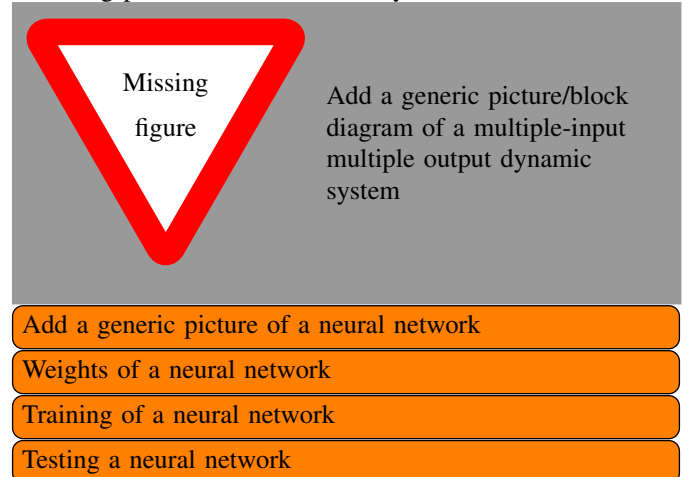 Missing
figure
Add a generic picture/block
diagram of a multiple-input
multiple output dynamic
system
Add a generic picture of a neural network
Weights of a neural network
Training of a neural network
Testing a neural network